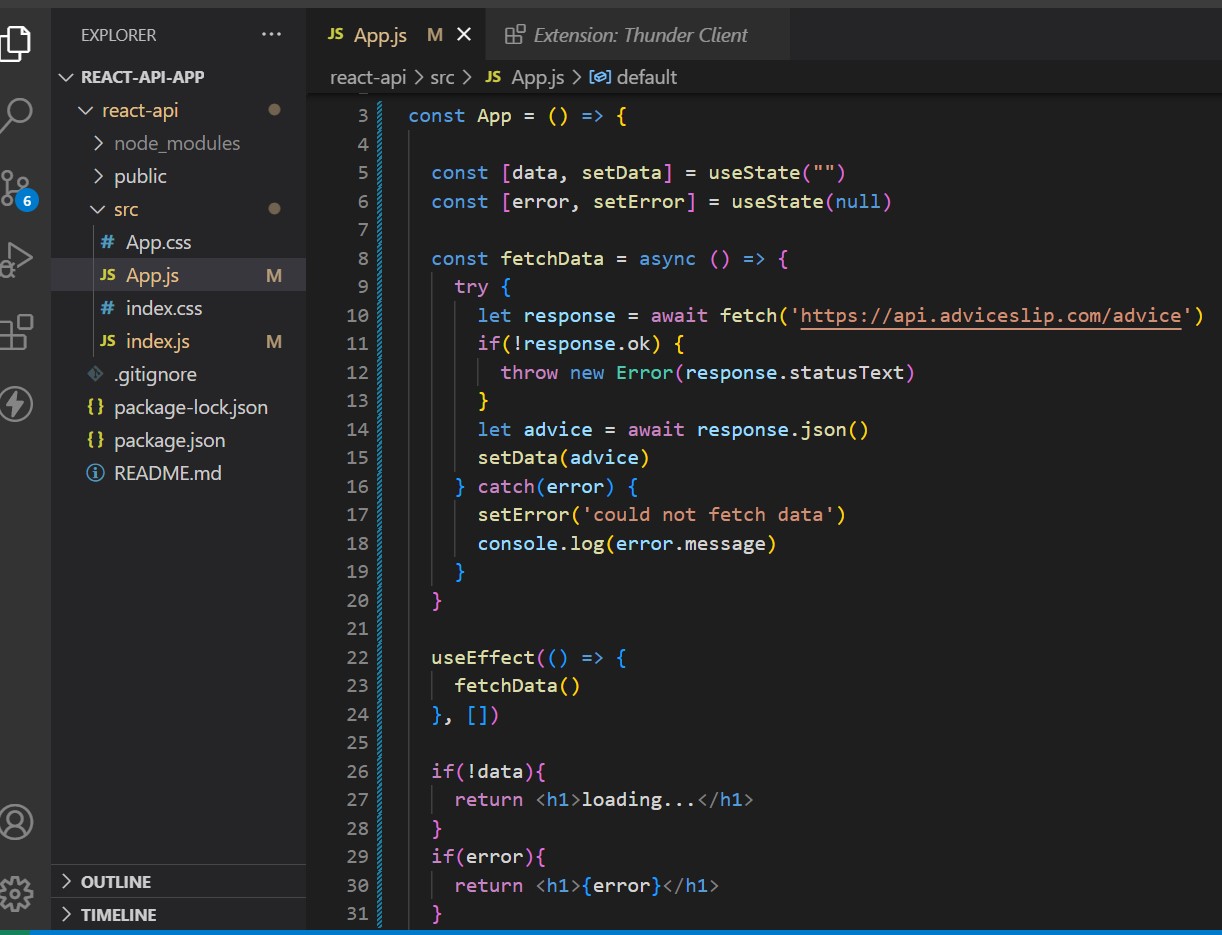 EXPLORER ···
REACT-API-APP
react-api
node_modules
public
src
# App.css
JS App.js M
# index.css
JS index.js M
.gitignore
{} package-lock.json
{} package.json
README.md
OUTLINE
TIMELINE
6
JS App.js M
Extension: Thunder Client
react-api > src > JS App.js > default
3 const App = () => {
4
5 const [data, setData] = useState("")
6 const [error, setError] = useState(null)
7
8 const fetchData = async () => {
9 try {
10 let response = await fetch('https://api.adviceslip.com/advice')
11 if(!response.ok) {
12 throw new Error(response.statusText)
13 }
14 let advice = await response.json()
15 setData(advice)
16 } catch(error) {
17 setError('could not fetch data')
18 console.log(error.message)
19 }
20 }
21
22 useEffect(() => {
23 fetchData()
24 }, [])
25
26 if(!data){
27 return <h1>loading...</h1>
28 }
29 if(error){
30 return <h1>{error}</h1>
31 }